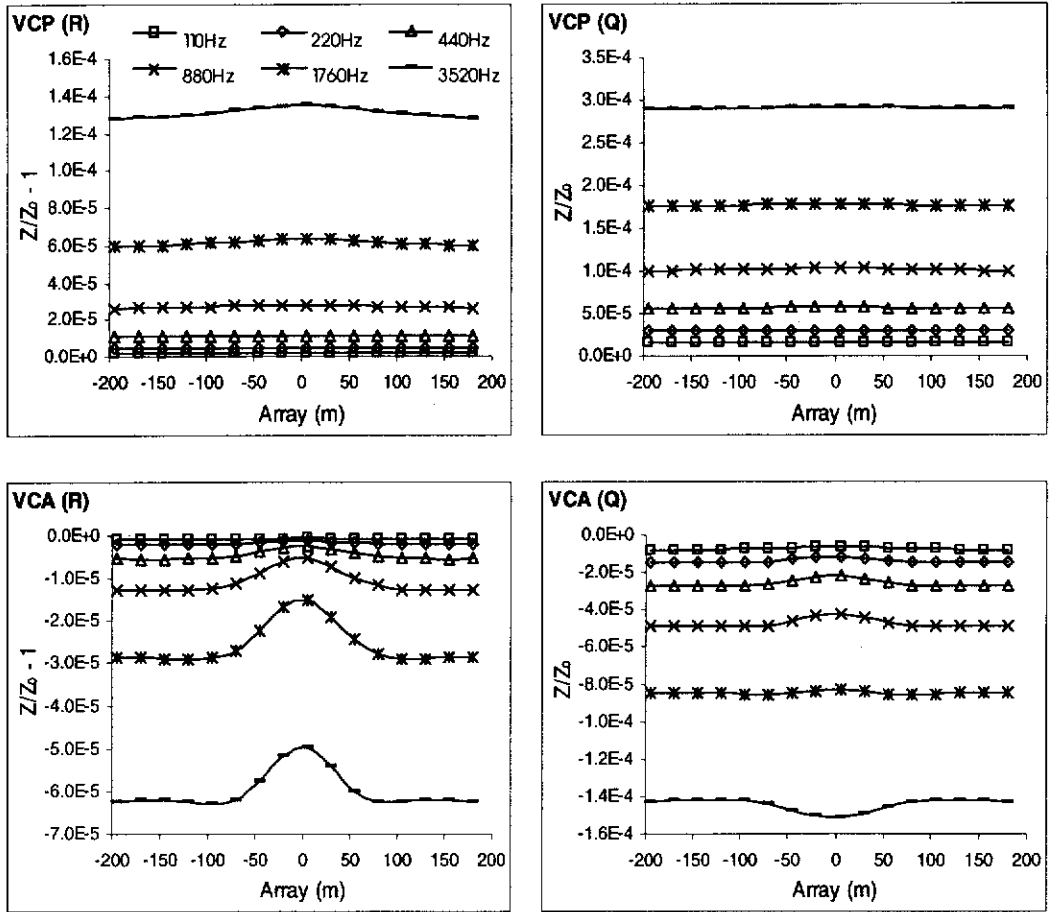 VCP (R)
110Hz 220Hz 440Hz
880Hz 1760Hz 3520Hz
1.6E-4
1.4E-4
1.2E-4
1.0E-4
8.0E-5
6.0E-5
4.0E-5
2.0E-5
0.0E+0
Z/Z₀ - 1
-200 -150 -100 -50 0 50 100 150 200
Array (m)
VCP (Q)
3.5E-4
3.0E-4
2.5E-4
2.0E-4
1.5E-4
1.0E-4
5.0E-5
0.0E+0
Z/Z₀
-200 -150 -100 -50 0 50 100 150 200
Array (m)
VCA (R)
0.0E+0
-1.0E-5
-2.0E-5
-3.0E-5
-4.0E-5
-5.0E-5
-6.0E-5
-7.0E-5
Z/Z₀ - 1
-200 -150 -100 -50 0 50 100 150 200
Array (m)
VCA (Q)
0.0E+0
-2.0E-5
-4.0E-5
-6.0E-5
-8.0E-5
-1.0E-4
-1.2E-4
-1.4E-4
-1.6E-4
Z/Z₀
-200 -150 -100 -50 0 50 100 150 200
Array (m)